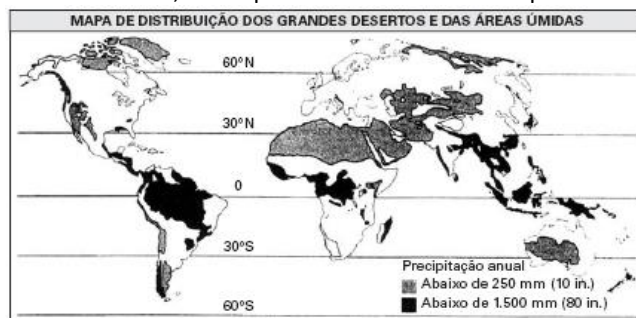 MAPA DE DISTRIBUIÇÃO DOS GRANDES DESERTOS E DAS ÁREAS ÚMIDAS
60ºN
30ºN
0
30ºS
60ºS
Precipitação anual
Abaixo de 250 mm (10 in.)
Abaixo de 1.500 mm (80 in.)